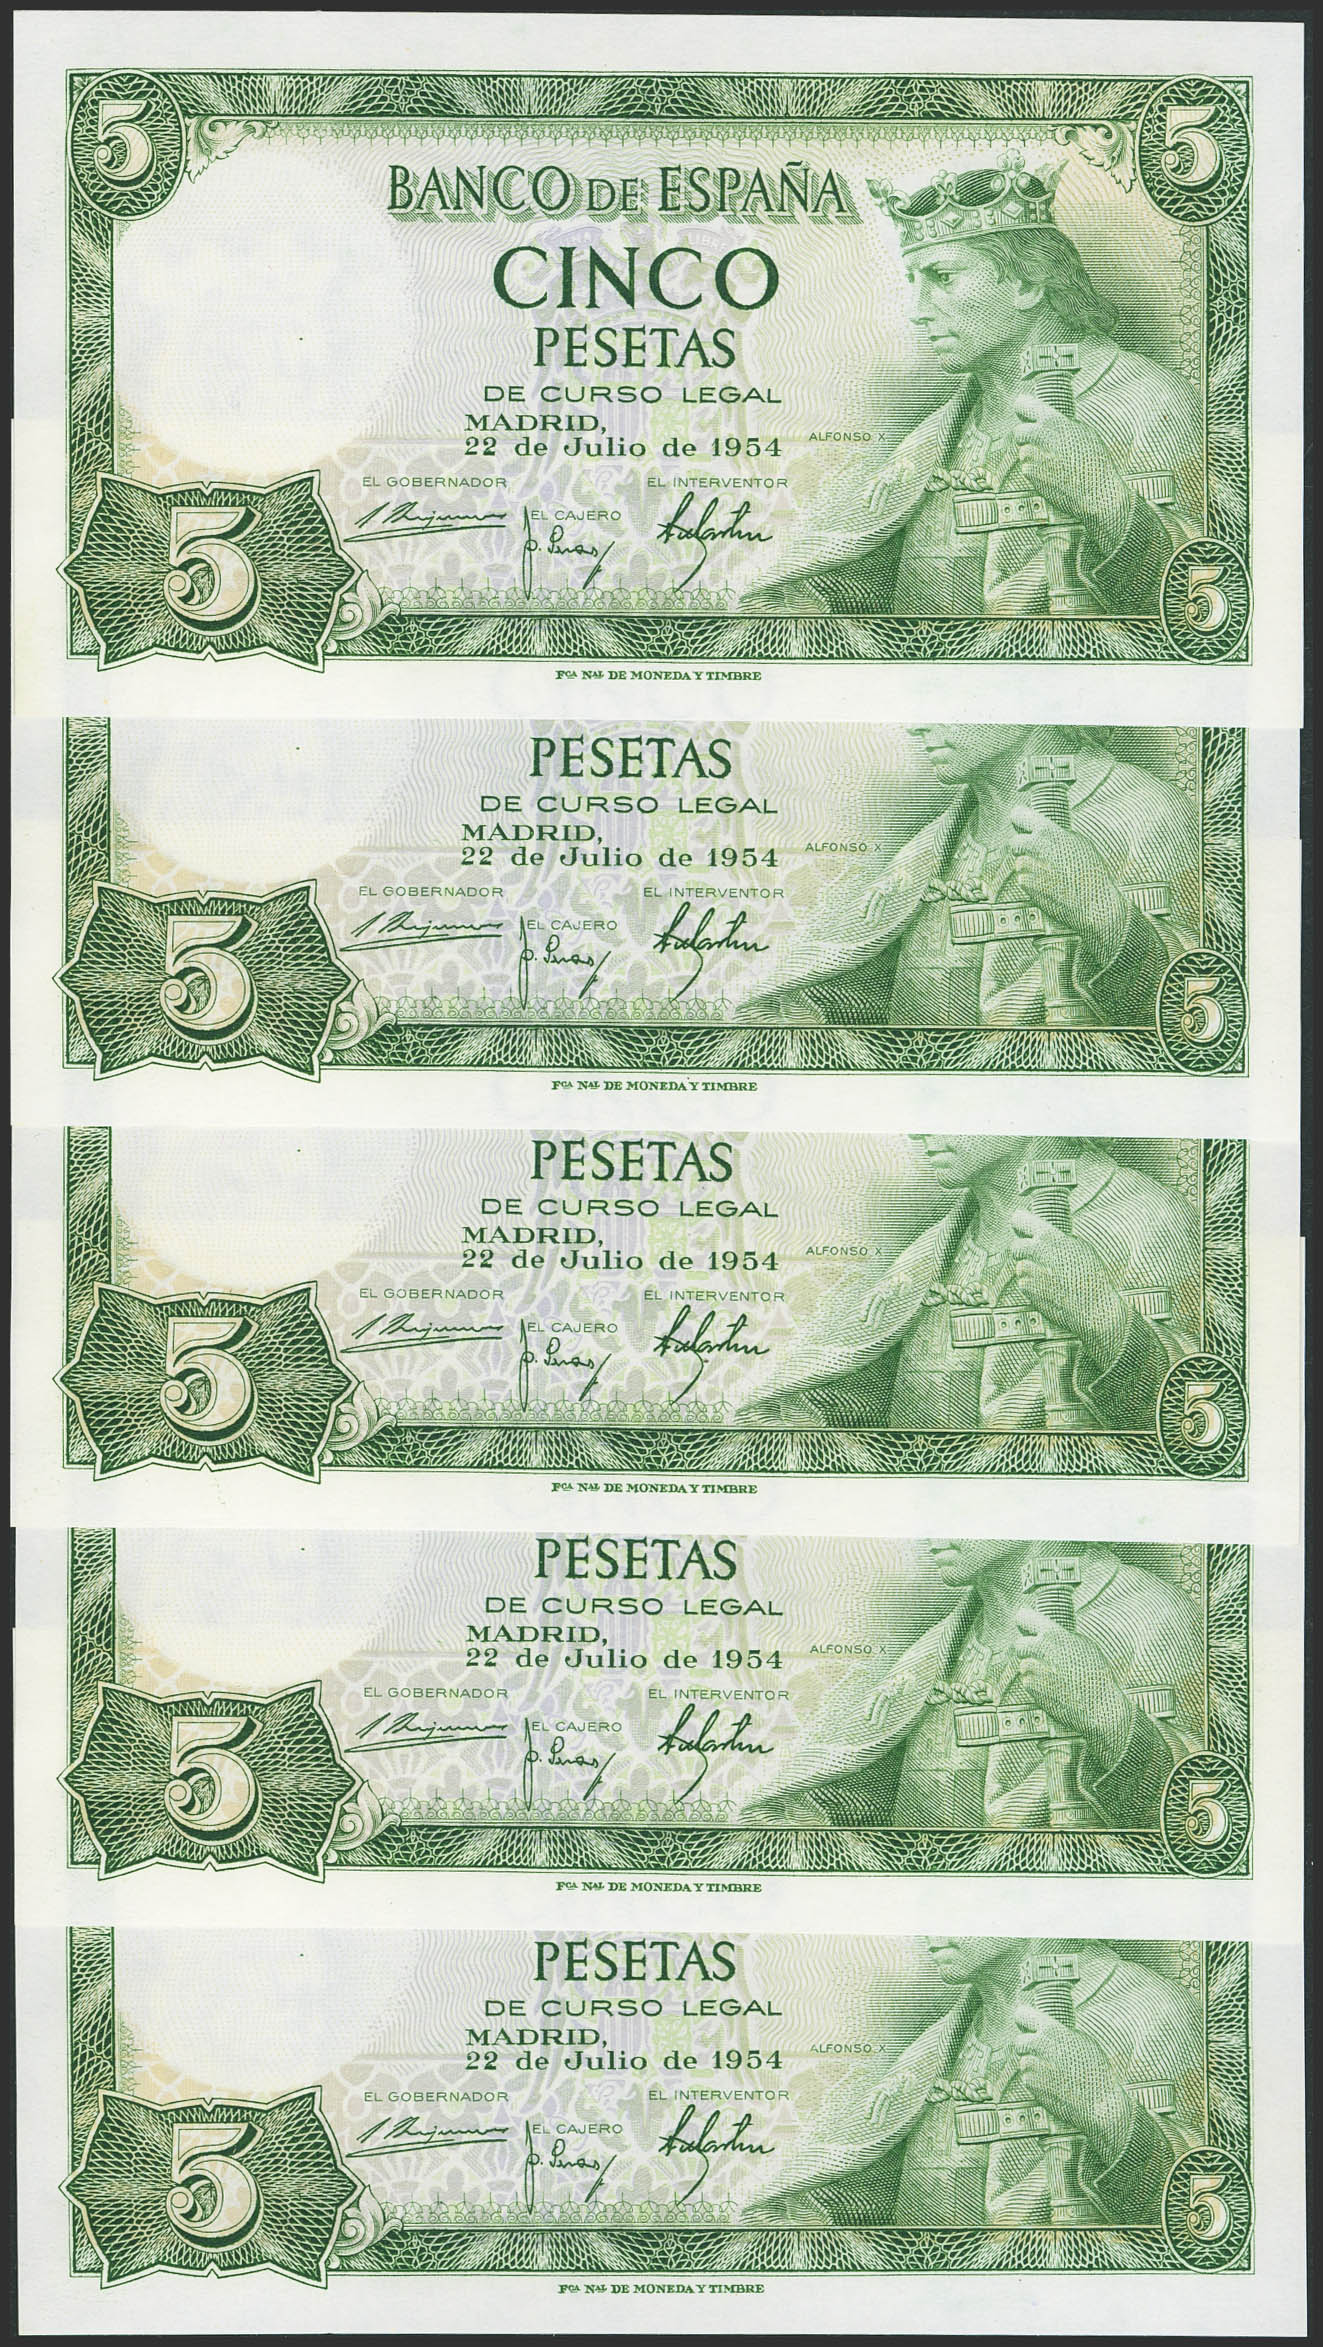 5 5
BANCO DE ESPAÑA
CINCO
PESETAS
DE CURSO LEGAL
MADRID,
22 de Julio de 1954
ALFONSO X
EL GOBERNADOR EL INTERVENTOR
EL CAJERO
5 5
FCA NAL DE MONEDA Y TIMBRE
PESETAS
DE CURSO LEGAL
MADRID,
22 de Julio de 1954
ALFONSO X
EL GOBERNADOR EL INTERVENTOR
EL CAJERO
5 5
FCA NAL DE MONEDA Y TIMBRE
PESETAS
DE CURSO LEGAL
MADRID,
22 de Julio de 1954
ALFONSO X
EL GOBERNADOR EL INTERVENTOR
EL CAJERO
5 5
FCA NAL DE MONEDA Y TIMBRE
PESETAS
DE CURSO LEGAL
MADRID,
22 de Julio de 1954
ALFONSO X
EL GOBERNADOR EL INTERVENTOR
EL CAJERO
5 5
FCA NAL DE MONEDA Y TIMBRE
PESETAS
DE CURSO LEGAL
MADRID,
22 de Julio de 1954
ALFONSO X
EL GOBERNADOR EL INTERVENTOR
EL CAJERO
5 5
FCA NAL DE MONEDA Y TIMBRE